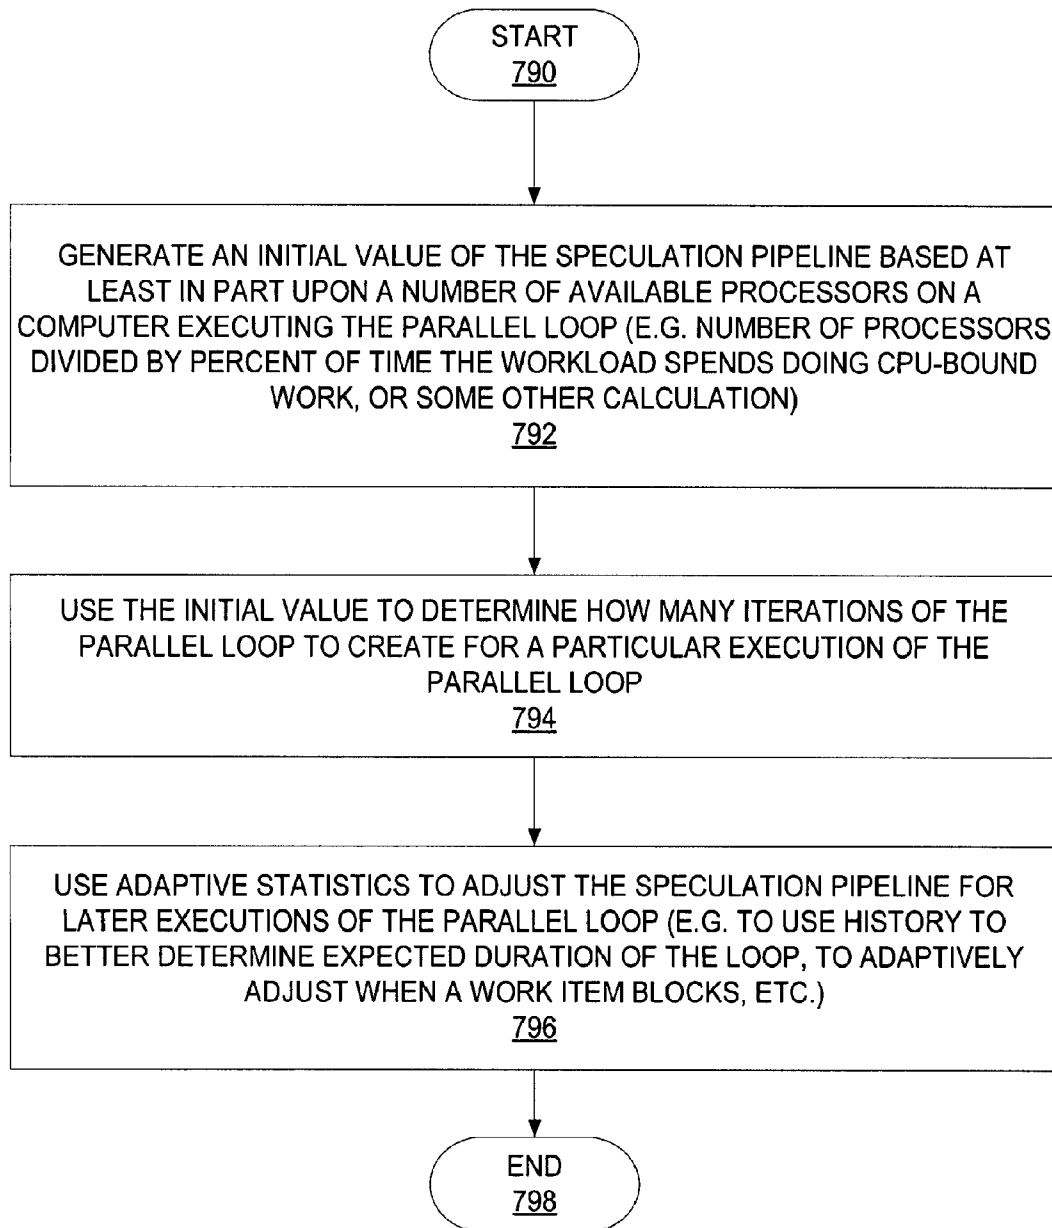 START
790
GENERATE AN INITIAL VALUE OF THE SPECULATION PIPELINE BASED AT
LEAST IN PART UPON A NUMBER OF AVAILABLE PROCESSORS ON A
COMPUTER EXECUTING THE PARALLEL LOOP (E.G. NUMBER OF PROCESSORS
DIVIDED BY PERCENT OF TIME THE WORKLOAD SPENDS DOING CPU-BOUND
WORK, OR SOME OTHER CALCULATION)
792
USE THE INITIAL VALUE TO DETERMINE HOW MANY ITERATIONS OF THE
PARALLEL LOOP TO CREATE FOR A PARTICULAR EXECUTION OF THE
PARALLEL LOOP
794
USE ADAPTIVE STATISTICS TO ADJUST THE SPECULATION PIPELINE FOR
LATER EXECUTIONS OF THE PARALLEL LOOP (E.G. TO USE HISTORY TO
BETTER DETERMINE EXPECTED DURATION OF THE LOOP, TO ADAPTIVELY
ADJUST WHEN A WORK ITEM BLOCKS, ETC.)
796
END
798